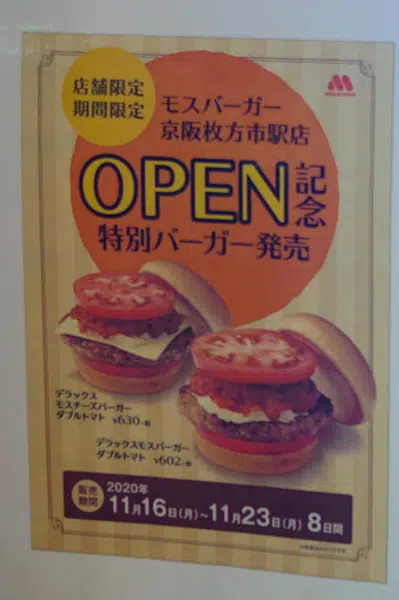 店舗限定
期間限定
モスバーガー
京阪枚方市駅店
OPEN記念
特別バーガー発売
デラックス
モスチーズバーガー
ダブルトマト ¥630
デラックスモスバーガー
ダブルトマト ¥602
販売期間
2020年
11月16日(月)~11月23日(月) 8日間